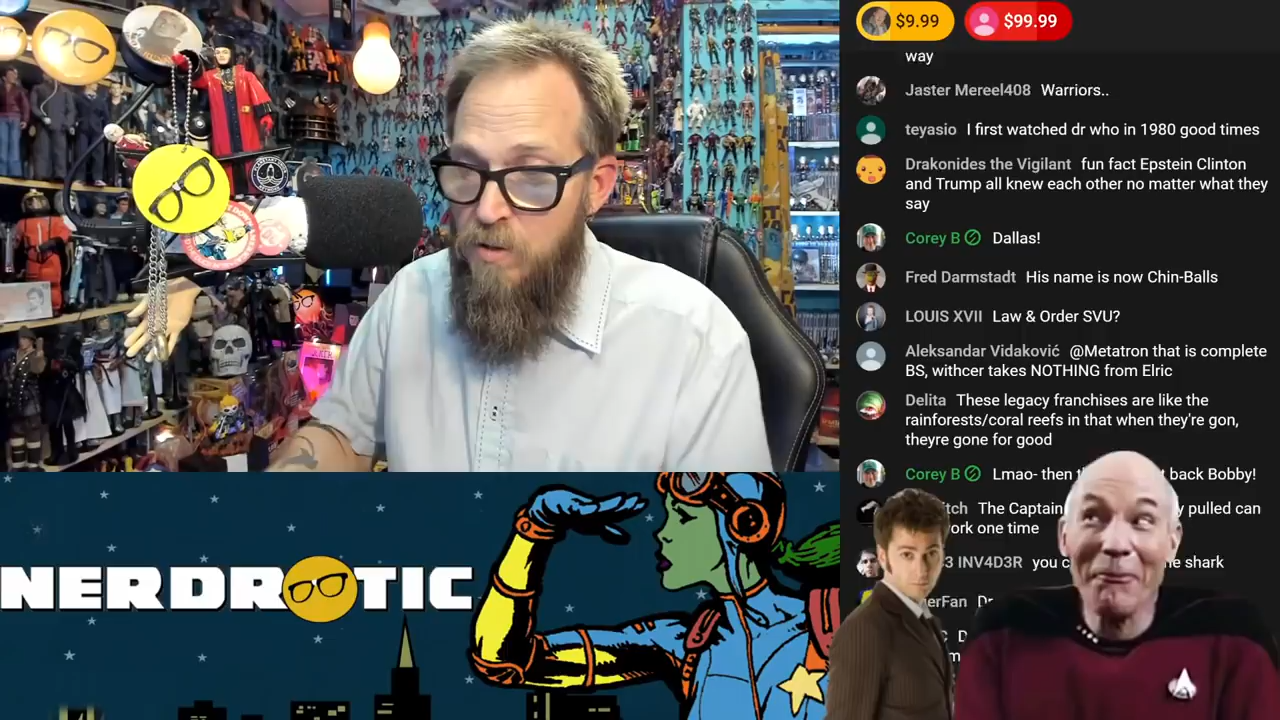 $9.99
$99.99
way
Jaster Mereel408 Warriors..
teyasio I first watched dr who in 1980 good times
Drakonides the Vigilant fun fact Epstein Clinton
and Trump all knew each other no matter what they
say
Corey B Dallas!
Fred Darmstadt His name is now Chin-Balls
LOUIS XVII Law & Order SVU?
Aleksandar Vidaković @Metatron that is complete
BS, withcer takes NOTHING from Elric
Delita These legacy franchises are like the
rainforests/coral reefs in that when they're gon,
theyre gone for good
Corey B Lmao- then back Bobby!
The Captain pulled can
one time
INV4D3R you shark
NERDROTIC